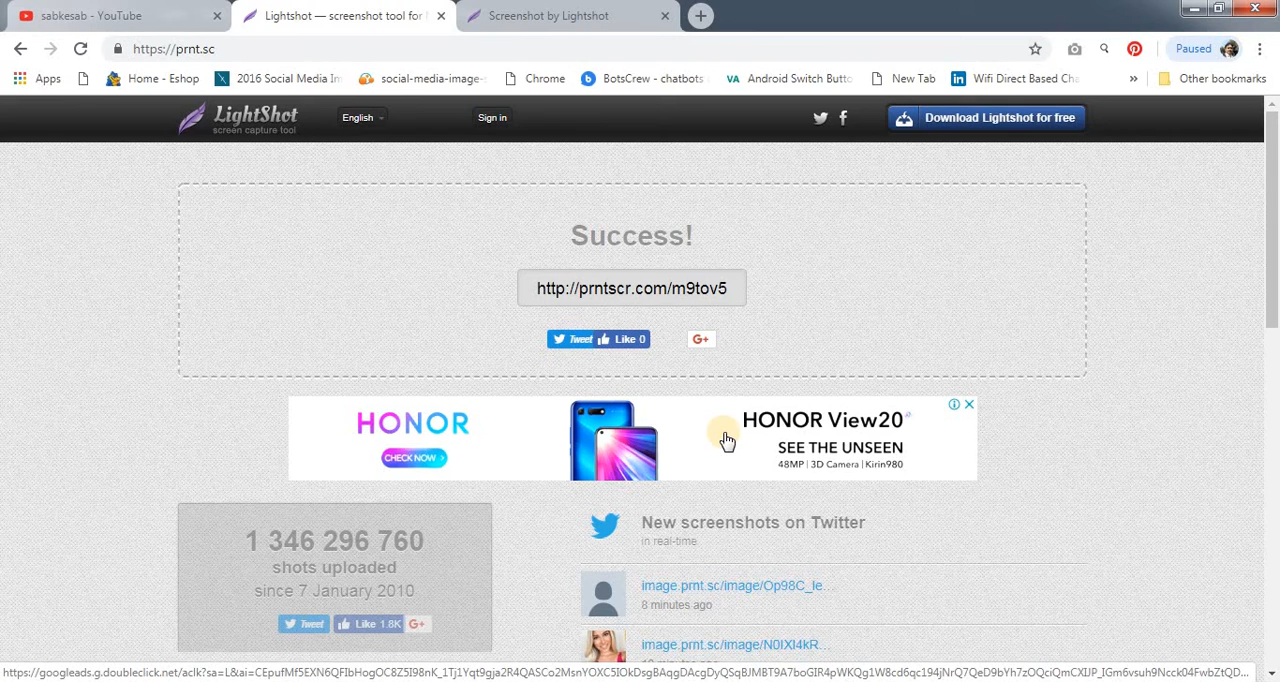 sabkesab - YouTube
Lightshot — screenshot tool for
Screenshot by Lightshot
https://prnt.sc
Paused
Apps
Home - Eshop
2016 Social Media Im
social-media-image-
Chrome
BotsCrew - chatbots
Android Switch Butto
New Tab
Wifi Direct Based Cha
»
Other bookmarks
LightShot
screen capture tool
English
Sign in
Download Lightshot for free
Success!
http://prntscr.com/m9tov5
Tweet
Like 0
G+
HONOR
CHECK NOW >
HONOR View20
SEE THE UNSEEN
48MP | 3D Camera | Kirin980
1 346 296 760
shots uploaded
since 7 January 2010
Tweet
Like 1.8K
G+
New screenshots on Twitter
in real-time
image.prnt.sc/image/Op98C_le...
8 minutes ago
image.prnt.sc/image/N0IXI4kR...